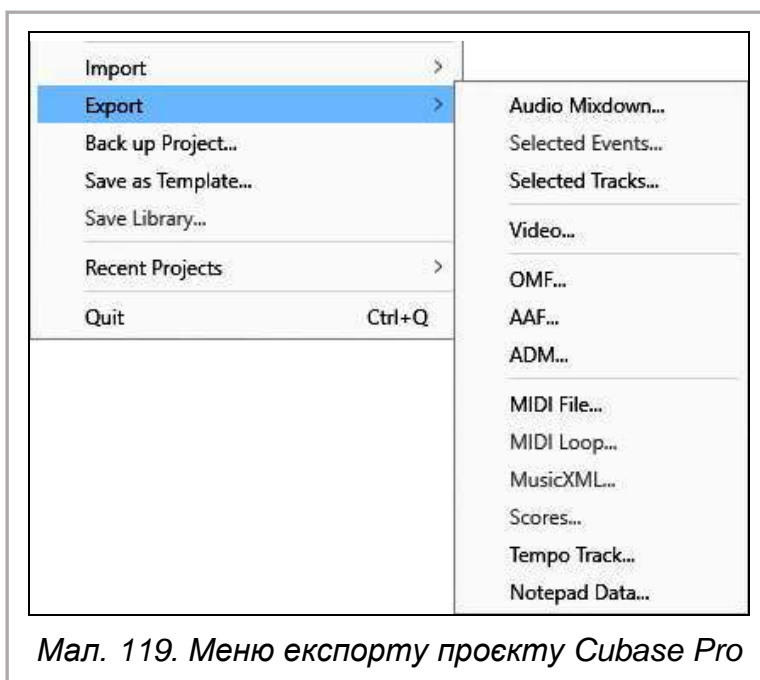 Import >
Export >
Back up Project...
Save as Template...
Save Library...
Recent Projects >
Quit Ctrl+Q
Audio Mixdown...
Selected Events...
Selected Tracks...
Video...
OMF...
AAF...
ADM...
MIDI File...
MIDI Loop...
MusicXML...
Scores...
Tempo Track...
Notepad Data...
Мал. 119. Меню експорту проєкту Cubase Pro